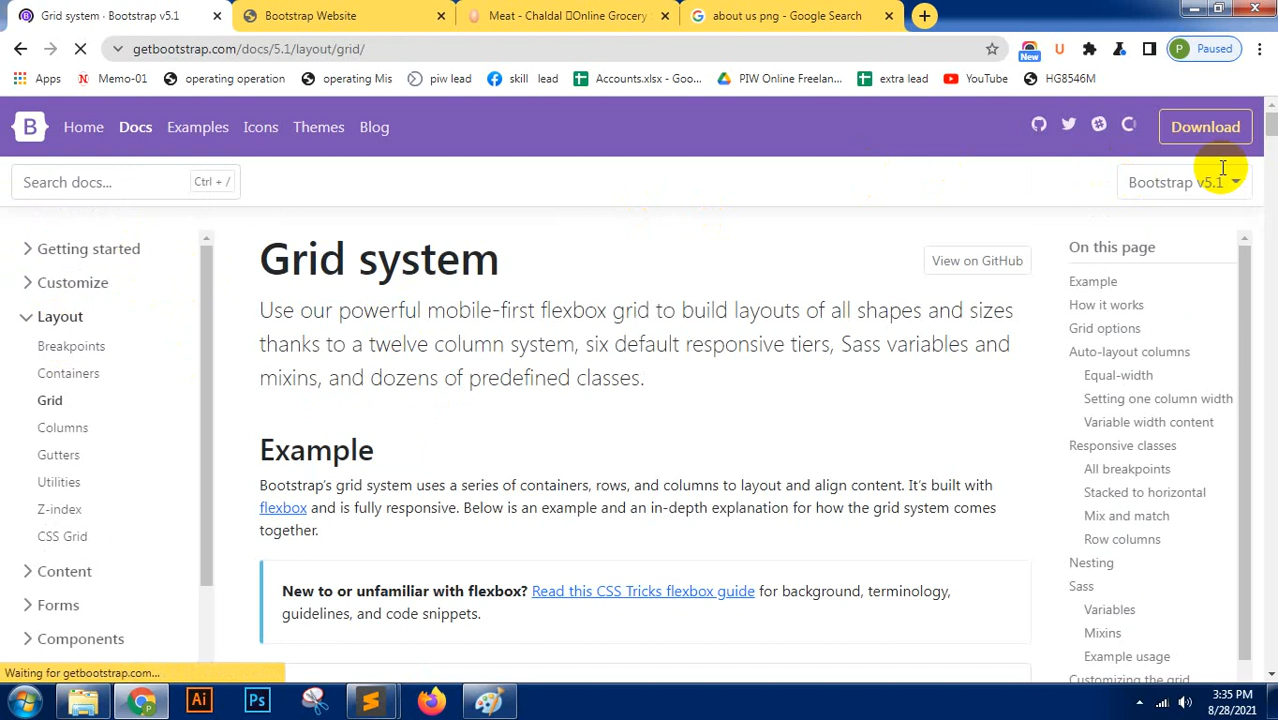 Grid system · Bootstrap v5.1
Bootstrap Website
Meat - Chaldal Online Grocery
about us png - Google Search
getbootstrap.com/docs/5.1/layout/grid/
New
U
P Paused
Apps
Memo-01
operating operation
operating Mis
piw lead
skill lead
Accounts.xlsx - Goo...
PIW Online Freelan...
extra lead
YouTube
HG8546M
B
Home
Docs
Examples
Icons
Themes
Blog
Download
Search docs...
Ctrl + /
Bootstrap v5.1
Getting started
Customize
Layout
Breakpoints
Containers
Grid
Columns
Gutters
Utilities
Z-index
CSS Grid
Content
Forms
Components
Grid system
View on GitHub
Use our powerful mobile-first flexbox grid to build layouts of all shapes and sizes
thanks to a twelve column system, six default responsive tiers, Sass variables and
mixins, and dozens of predefined classes.
Example
Bootstrap's grid system uses a series of containers, rows, and columns to layout and align content. It's built with
flexbox and is fully responsive. Below is an example and an in-depth explanation for how the grid system comes
together.
New to or unfamiliar with flexbox? Read this CSS Tricks flexbox guide for background, terminology,
guidelines, and code snippets.
On this page
Example
How it works
Grid options
Auto-layout columns
Equal-width
Setting one column width
Variable width content
Responsive classes
All breakpoints
Stacked to horizontal
Mix and match
Row columns
Nesting
Sass
Variables
Mixins
Example usage
Customizing the grid
Waiting for getbootstrap.com...
P
Ai
Ps
3:35 PM
8/28/2021